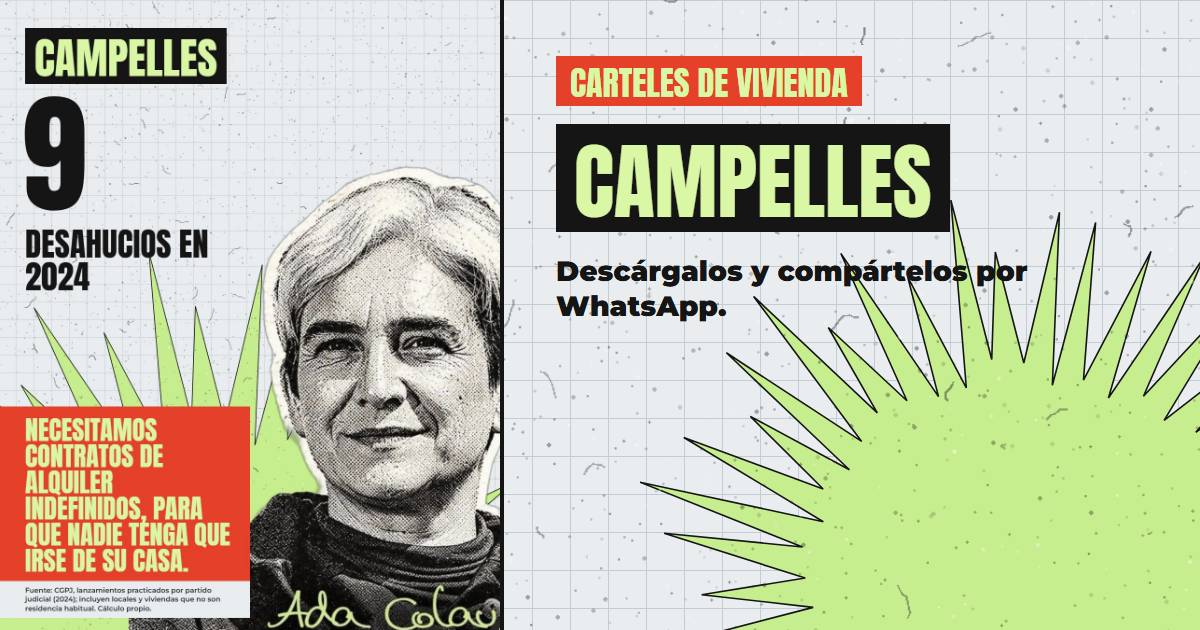 CAMPELLES
9
DESAHUCIOS EN
2024
NECESITAMOS
CONTRATOS DE
ALQUILER
INDEFINIDOS, PARA
QUE NADIE TENGA QUE
IRSE DE SU CASA.
Fuente: CGPJ, lanzamientos practicados por partido
judicial (2024); incluyen locales y viviendas que no son
residencia habitual. Cálculo propio.
Ada Colau
CARTELES DE VIVIENDA
CAMPELLES
Descárgalos y compártelos por
WhatsApp.